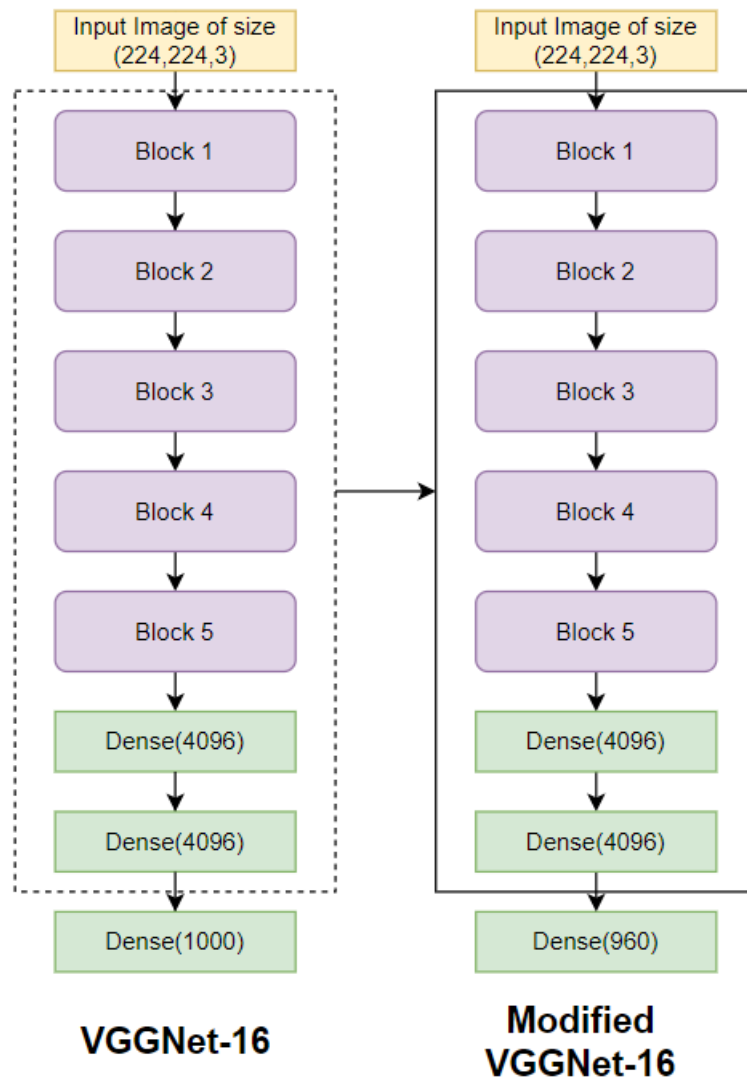 Input Image of size
(224,224,3)
Block 1
Block 2
Block 3
Block 4
Block 5
Dense(4096)
Dense(4096)
Dense(1000)
VGGNet-16
Input Image of size
(224,224,3)
Block 1
Block 2
Block 3
Block 4
Block 5
Dense(4096)
Dense(4096)
Dense(960)
Modified
VGGNet-16